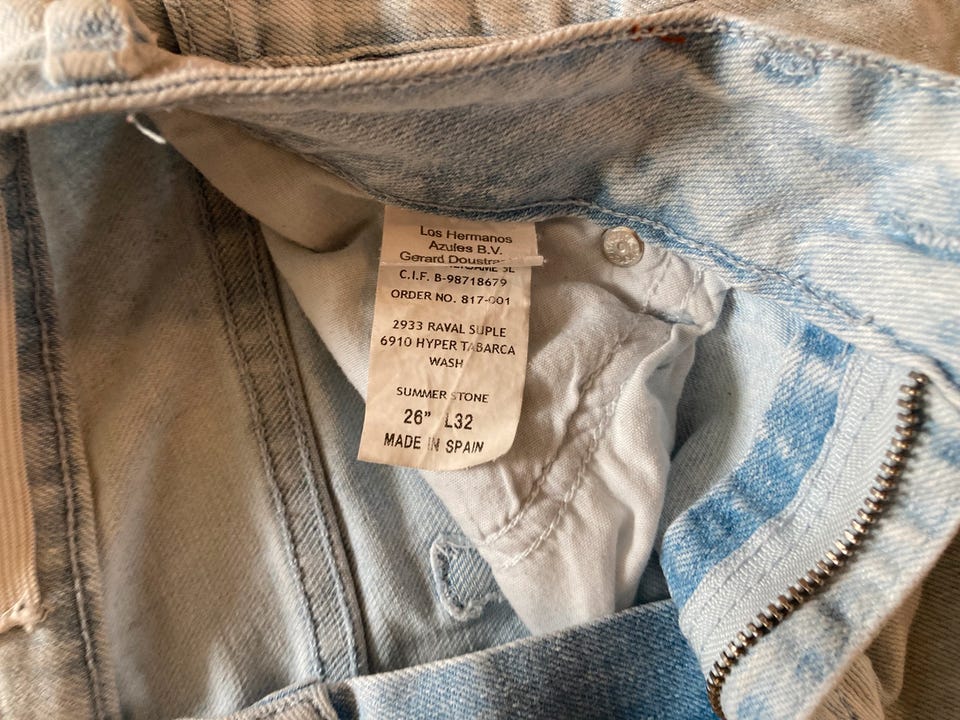 Los Hermanos
Azules B.V.
Gerard
C.I.F. B-98718679
ORDER NO. 817-001
2933 RAVAL SUPLE
6910 HYPER TABARCA
WASH
SUMMER STONE
26” L32
MADE IN SPAIN